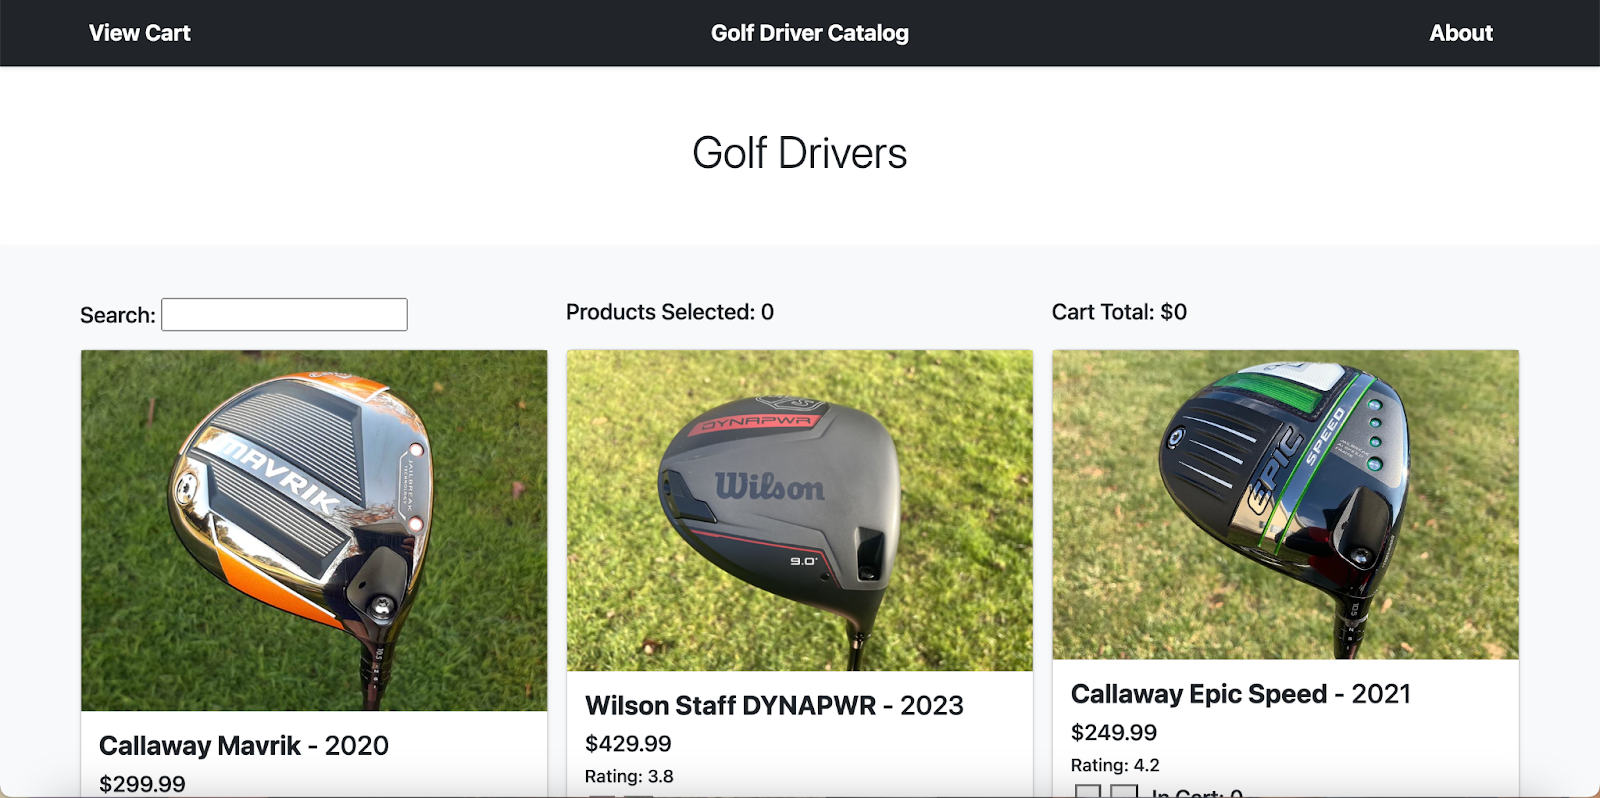 View Cart
Golf Driver Catalog
About
Golf Drivers
Search:
Products Selected: 0
Cart Total: $0
MAVRIK
JAILBREAK
DYNAPWR
Wilson
9.0°
EPIC
SPEED
10.5
Callaway Mavrik - 2020
$299.99
Wilson Staff DYNAPWR - 2023
$429.99
Rating: 3.8
Callaway Epic Speed - 2021
$249.99
Rating: 4.2
In Cart: 0